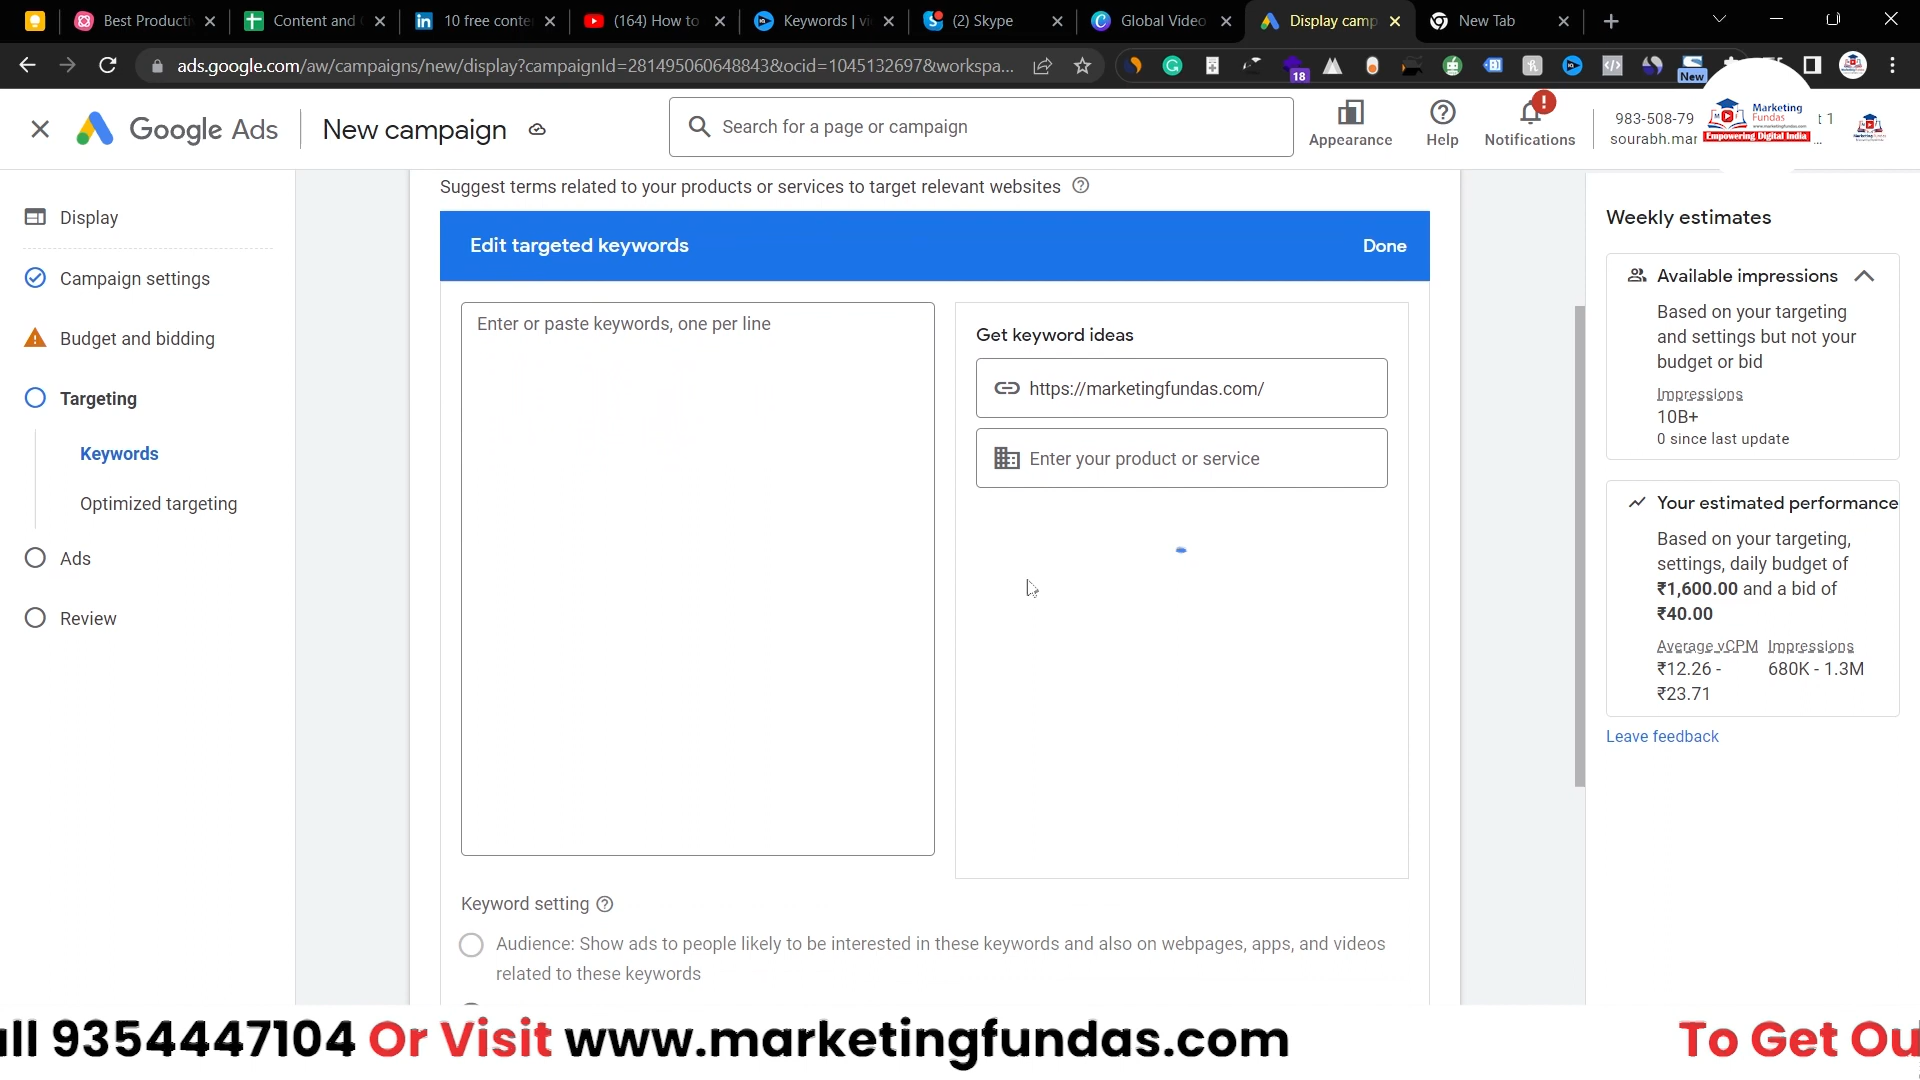 Best Producti
Content and
10 free conte
(164) How to
Keywords | vi
(2) Skype
Global Video
Display camp
New Tab
ads.google.com/aw/campaigns/new/display?campaignId=281495060648843&ocid=1045132697&workspa...
18
New
Google Ads
New campaign
Search for a page or campaign
Appearance
Help
Notifications
983-508-79
sourabh.mar
t 1
...
Marketing
Fundas
Empowering Digital India
Display
Campaign settings
Budget and bidding
Targeting
Keywords
Optimized targeting
Ads
Review
Suggest terms related to your products or services to target relevant websites
Edit targeted keywords
Done
Enter or paste keywords, one per line
Get keyword ideas
https://marketingfundas.com/
Enter your product or service
Keyword setting
Audience: Show ads to people likely to be interested in these keywords and also on webpages, apps, and videos
related to these keywords
Weekly estimates
Available impressions
Based on your targeting
and settings but not your
budget or bid
Impressions
10B+
0 since last update
Your estimated performance
Based on your targeting,
settings, daily budget of
₹1,600.00 and a bid of
₹40.00
Average vCPM Impressions
₹12.26 - 680K - 1.3M
₹23.71
Leave feedback
all 9354447104 Or Visit www.marketingfundas.com
To Get Ou